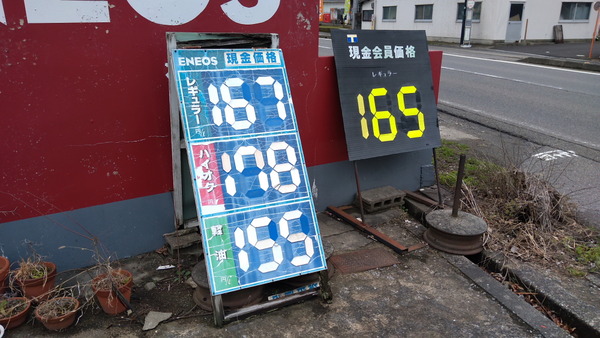 NEOS
ENEOS 現金価格
レギュラー 167
ハイオク 178
軽油 155
現金会員価格
レギュラー
165